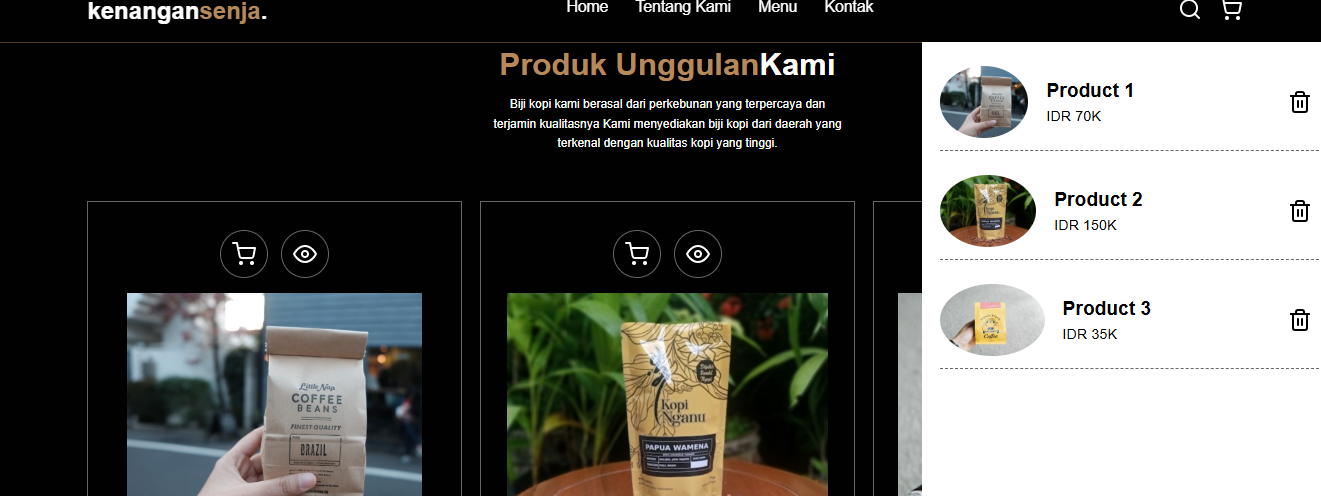 kenangansenja.
Home Tentang Kami Menu Kontak
Produk UnggulanKami
Biji kopi kami berasal dari perkebunan yang terpercaya dan
terjamin kualitasnya Kami menyediakan biji kopi dari daerah yang
terkenal dengan kualitas kopi yang tinggi.
Little Nap
COFFEE
BEANS
FINEST QUALITY
BRAZIL
Kopi
Nganu
PAPUA WAMENA
Product 1
IDR 70K
Product 2
IDR 150K
Product 3
IDR 35K